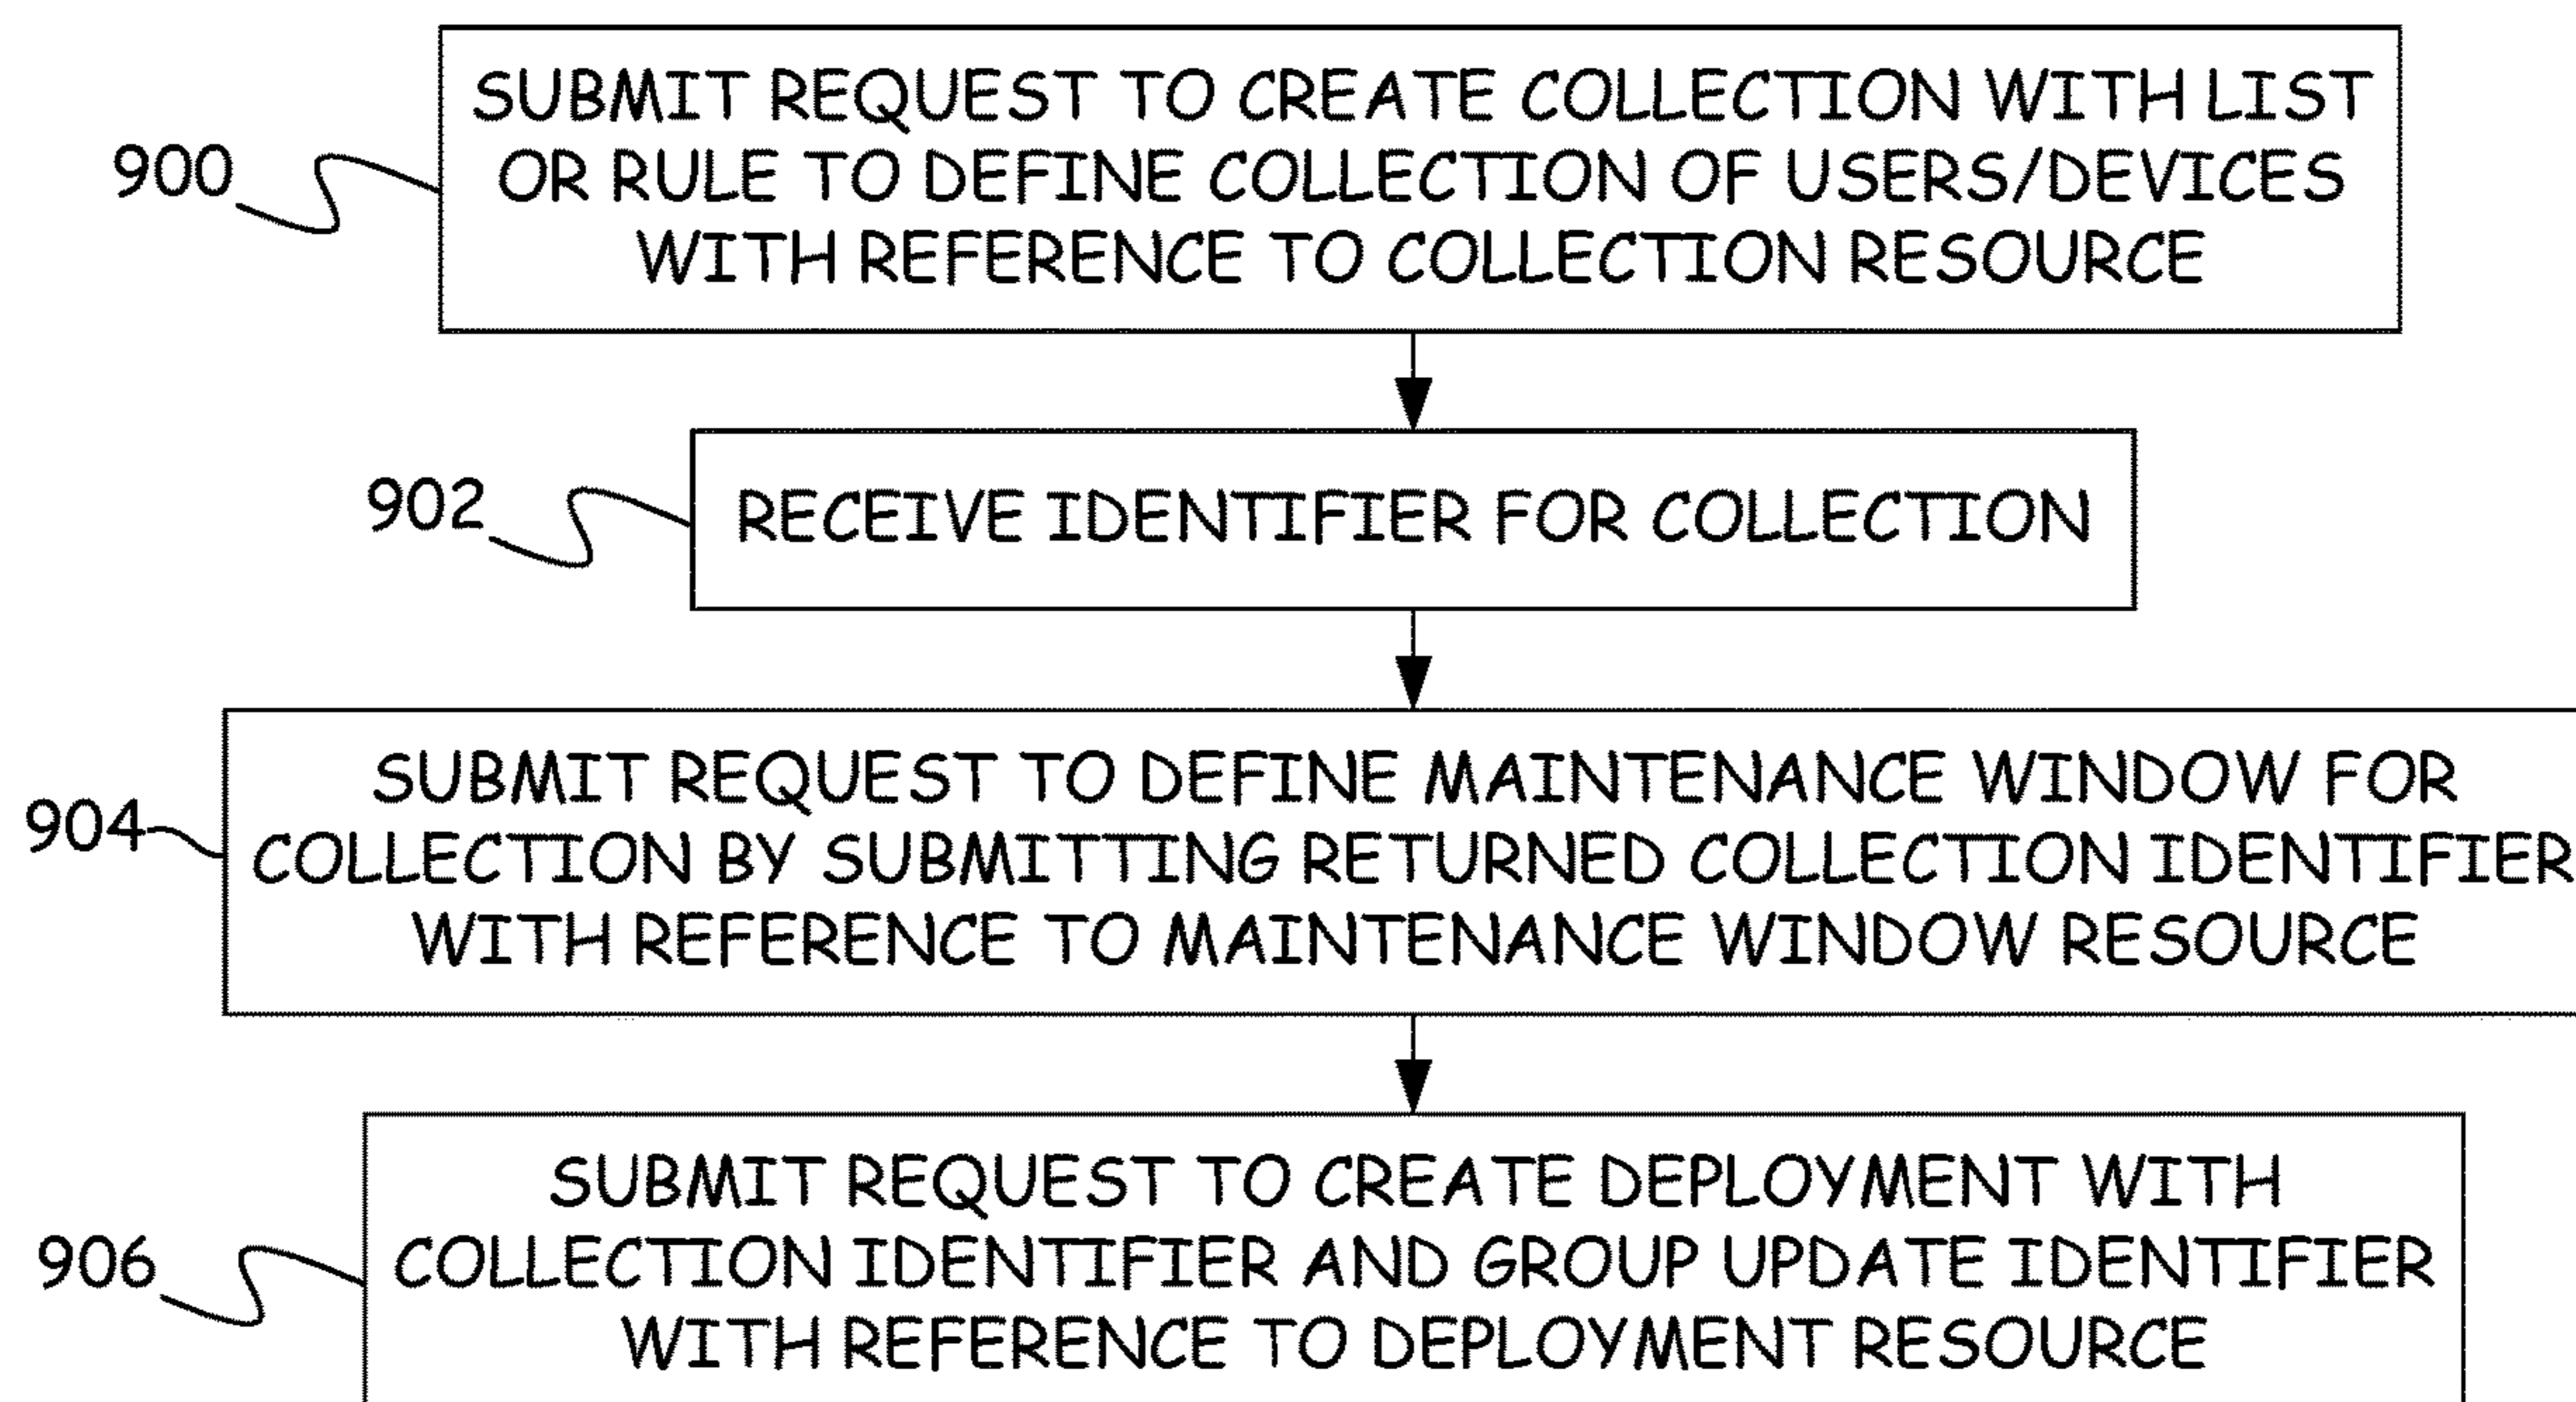 SUBMIT REQUEST TO CREATE COLLECTION WITH LIST
OR RULE TO DEFINE COLLECTION OF USERS/DEVICES
WITH REFERENCE TO COLLECTION RESOURCE
900
RECEIVE IDENTIFIER FOR COLLECTION
902
SUBMIT REQUEST TO DEFINE MAINTENANCE WINDOW FOR
COLLECTION BY SUBMITTING RETURNED COLLECTION IDENTIFIER
WITH REFERENCE TO MAINTENANCE WINDOW RESOURCE
904
SUBMIT REQUEST TO CREATE DEPLOYMENT WITH
COLLECTION IDENTIFIER AND GROUP UPDATE IDENTIFIER
WITH REFERENCE TO DEPLOYMENT RESOURCE
906